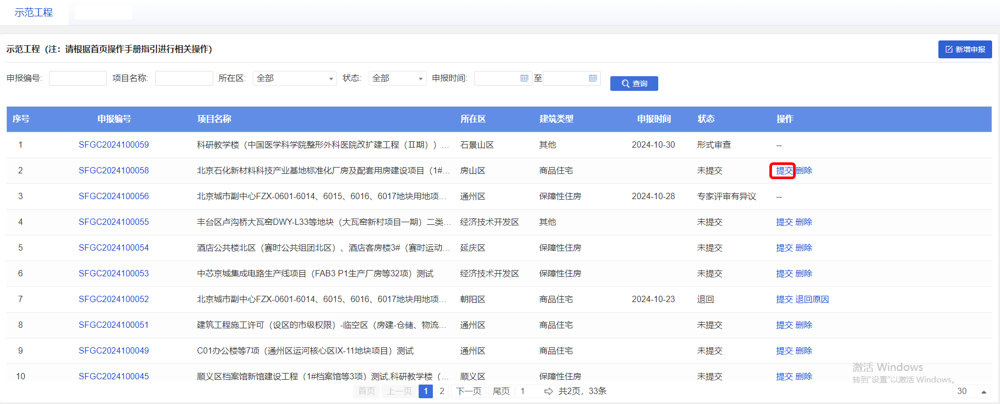 示范工程
示范工程（注：请根据首页操作手册指引进行相关操作）
新增申报
申报编号: 项目名称: 所在区: 全部 状态: 全部 申报时间: 至 查询
序号 申报编号 项目名称 所在区 建筑类型 申报时间 状态 操作
1 SFGC2024100059 科研教学楼（中国医学科学院整形外科医院改扩建工程（Ⅱ期））... 石景山区 其他 2024-10-30 形式审查 --
2 SFGC2024100058 北京石化新材料科技产业基地标准化厂房及配套用房建设项目（1#... 房山区 商品住宅 未提交 提交 删除
3 SFGC2024100056 北京城市副中心FZX-0601-6014、6015、6016、6017地块用地项... 通州区 保障性住房 2024-10-28 专家评审有异议 --
4 SFGC2024100055 丰台区卢沟桥大瓦窑DWY-L33等地块（大瓦窑新村项目一期）二类... 经济技术开发区 其他 未提交 提交 删除
5 SFGC2024100054 酒店公共楼北区（赛时公共组团北区）、酒店客房楼3#（赛时运动... 延庆区 保障性住房 未提交 提交 删除
6 SFGC2024100053 中芯京城集成电路生产线项目（FAB3 P1生产厂房等32项）测试 经济技术开发区 保障性住房 未提交 提交 删除
7 SFGC2024100052 北京城市副中心FZX-0601-6014、6015、6016、6017地块用地项... 朝阳区 商品住宅 2024-10-23 退回 提交 退回原因
8 SFGC2024100051 建筑工程施工许可（设区的市级权限）-临空区（房建-仓储、物流... 通州区 商品住宅 未提交 提交 删除
9 SFGC2024100049 C01办公楼等7项（通州区运河核心区IX-11地块项目）测试 通州区 商品住宅 未提交 提交 删除
10 SFGC2024100045 顺义区档案馆新馆建设工程（1#档案馆等3项）测试,科研教学楼（... 顺义区 保障性住房 未提交 提交 删除
激活 Windows
转到"设置"以激活 Windows。
首页 上一页 1 2 下一页 尾页 1 共2页，33条 30